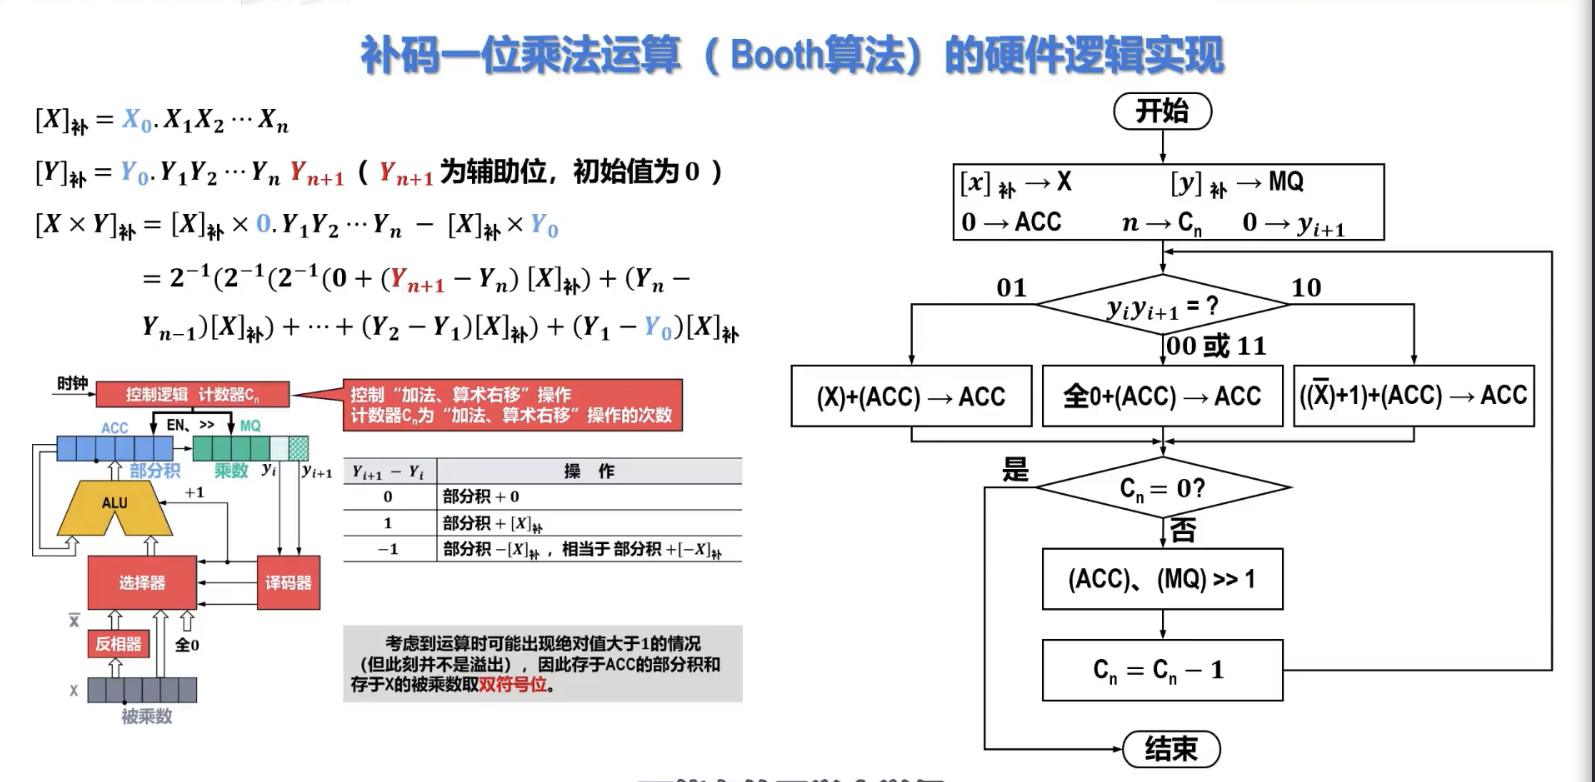 补码一位乘法运算（Booth算法）的硬件逻辑实现
[X]补 = X₀.X₁X₂⋯Xₙ
[Y]补 = Y₀.Y₁Y₂⋯Yₙ Yₙ₊₁（Yₙ₊₁为辅助位，初始值为0）
[X × Y]补 = [X]补 × 0.Y₁Y₂⋯Yₙ − [X]补 × Y₀
= 2⁻¹(2⁻¹(2⁻¹(0 + (Yₙ₊₁ − Yₙ) [X]补) + (Yₙ −
Yₙ₋₁)[X]补) + ⋯ + (Y₂ − Y₁)[X]补) + (Y₁ − Y₀)[X]补
时钟
控制逻辑 计数器Cₙ
控制“加法、算术右移”操作
计数器Cₙ为“加法、算术右移”操作的次数
ACC
EN、>>
MQ
部分积
乘数
yᵢ
yᵢ₊₁
ALU
+1
选择器
译码器
X̅
反相器
全0
X
被乘数
Yᵢ₊₁ − Yᵢ 操 作
0 部分积 + 0
1 部分积 + [X]补
−1 部分积 −[X]补 ，相当于 部分积 +[−X]补
考虑到运算时可能出现绝对值大于1的情况
（但此刻并不是溢出），因此存于ACC的部分积和
存于X的被乘数取双符号位。
开始
[x]补 → X [y]补 → MQ
0 → ACC n → Cₙ 0 → yᵢ₊₁
01
yᵢyᵢ₊₁ = ?
10
00 或 11
(X)+(ACC) → ACC
全0+(ACC) → ACC
((X̅)+1)+(ACC) → ACC
是
Cₙ = 0?
否
(ACC)、(MQ) >> 1
Cₙ = Cₙ − 1
结束